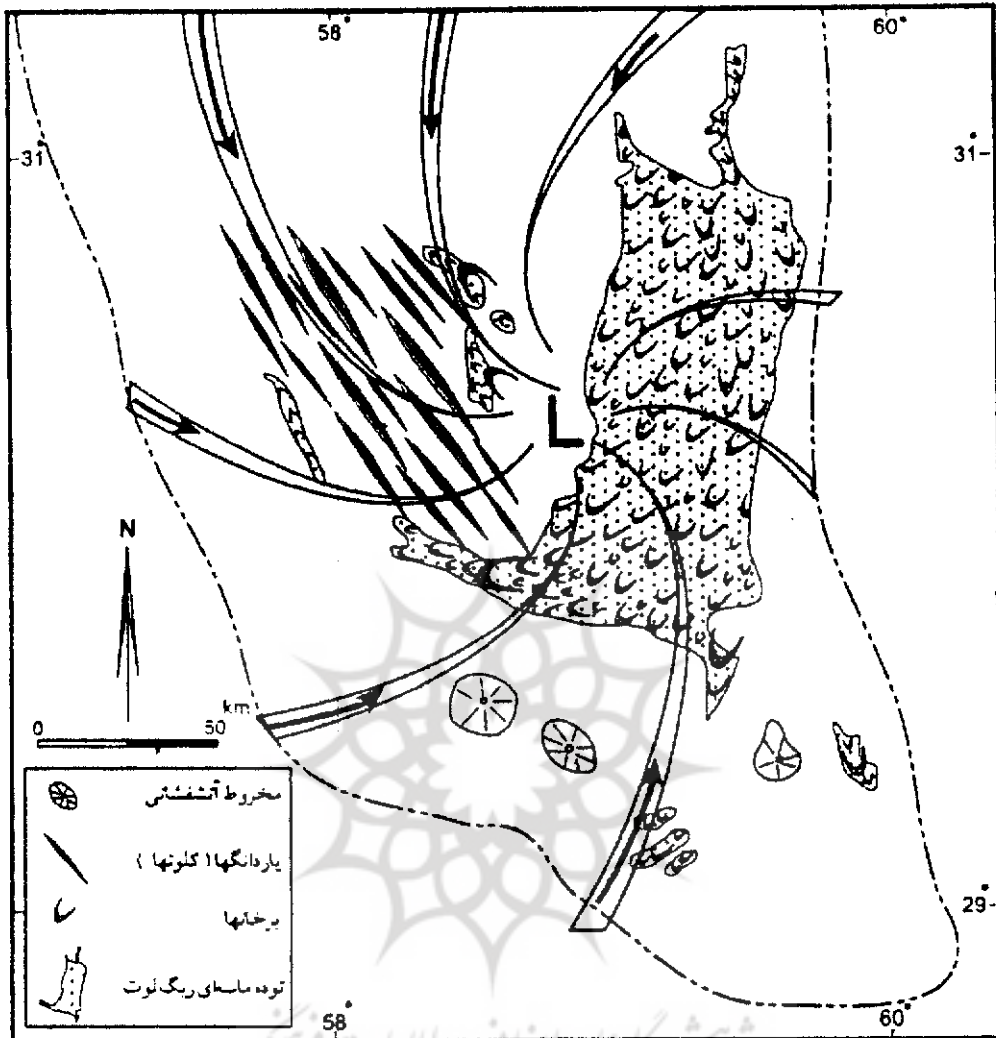 58°
60°
31°
31°
L
N
km
0
50
مخروط آتشفشانی
یاردانگها ( کلوتها )
برخانها
توده ماسه‌ای ریگ لوت
29°
58°
60°